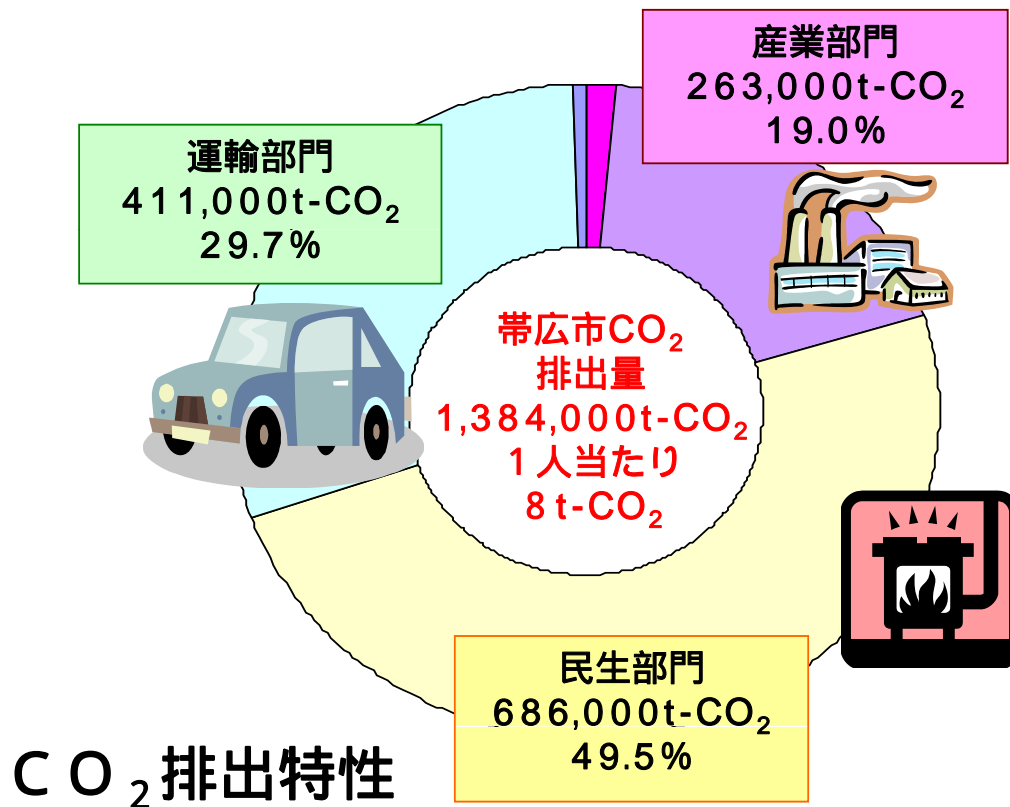 産業部門
263,000t-CO₂
19.0%
運輸部門
411,000t-CO₂
29.7%
帯広市CO₂
排出量
1,384,000t-CO₂
1人当たり
8t-CO₂
民生部門
686,000t-CO₂
49.5%
CO₂排出特性